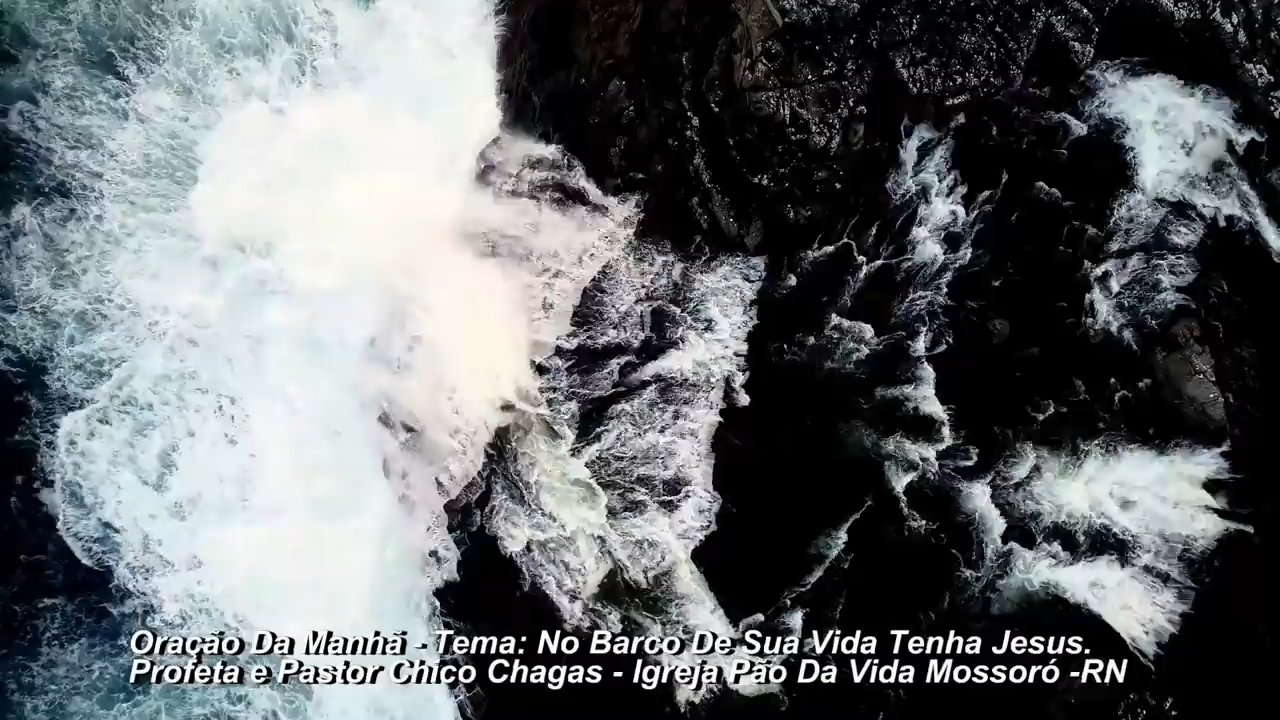 Oração Da Manhã - Tema: No Barco De Sua Vida Tenha Jesus.
Profeta e Pastor Chico Chagas - Igreja Pão Da Vida Mossoró -RN